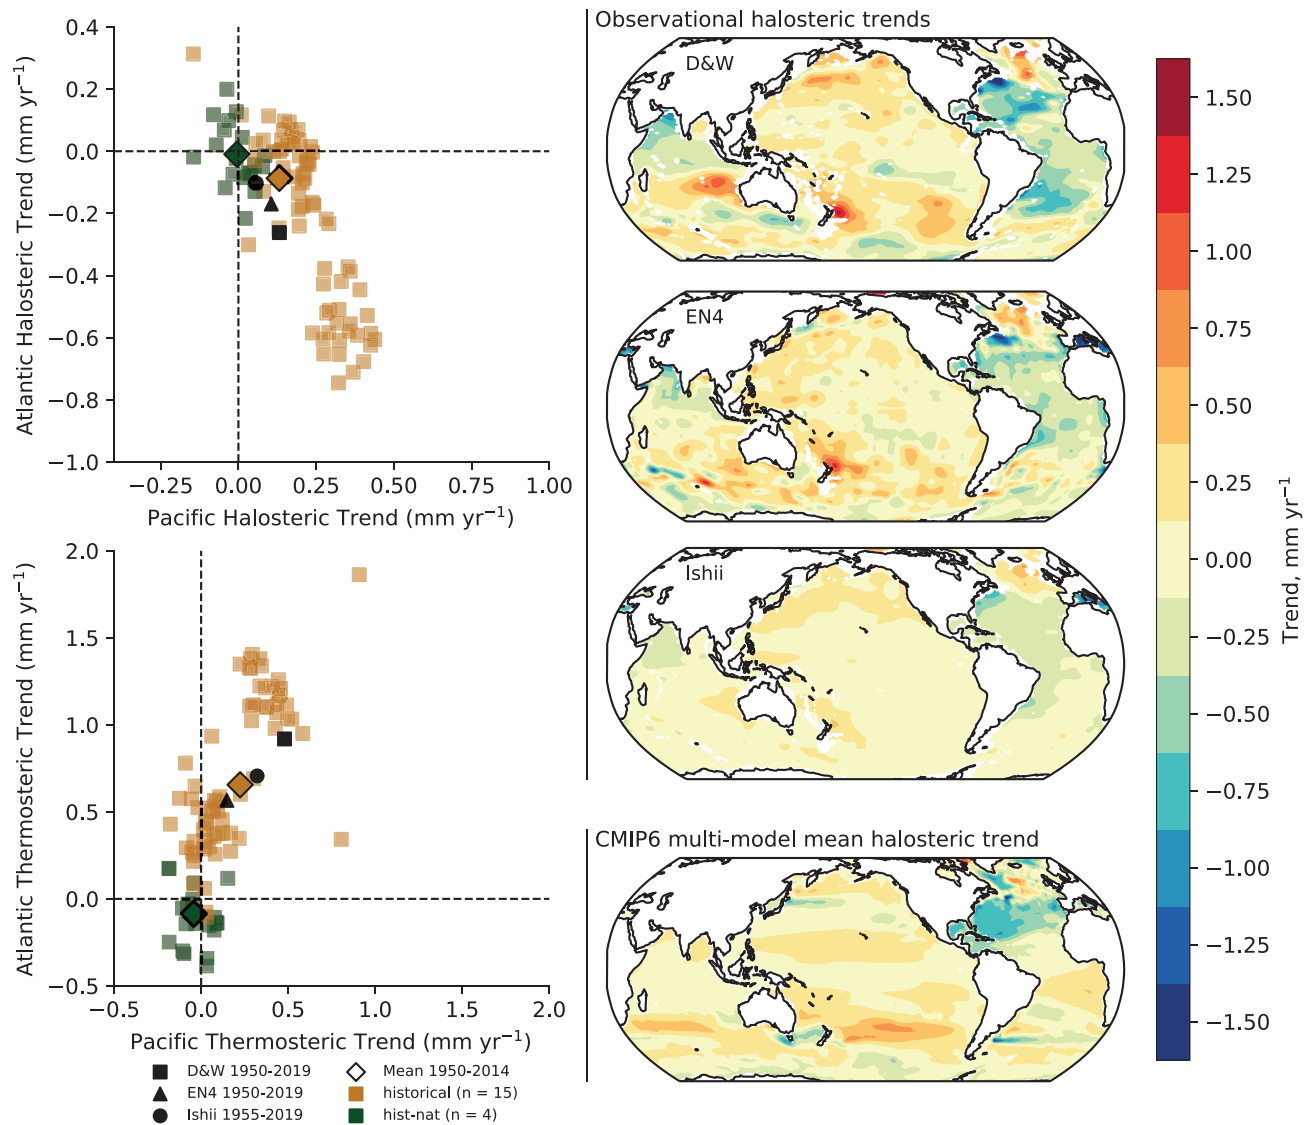 0.4
0.2
0.0
−0.2
−0.4
−0.6
−0.8
−1.0
Atlantic Halosteric Trend (mm yr⁻¹)
−0.25 0.00 0.25 0.50 0.75 1.00
Pacific Halosteric Trend (mm yr⁻¹)
2.0
1.5
1.0
0.5
0.0
−0.5
Atlantic Thermosteric Trend (mm yr⁻¹)
−0.5 0.0 0.5 1.0 1.5 2.0
Pacific Thermosteric Trend (mm yr⁻¹)
D&W 1950-2019
EN4 1950-2019
Ishii 1955-2019
Mean 1950-2014
historical (n = 15)
hist-nat (n = 4)
Observational halosteric trends
D&W
EN4
Ishii
CMIP6 multi-model mean halosteric trend
1.50
1.25
1.00
0.75
0.50
0.25
0.00
−0.25
−0.50
−0.75
−1.00
−1.25
−1.50
Trend, mm yr⁻¹